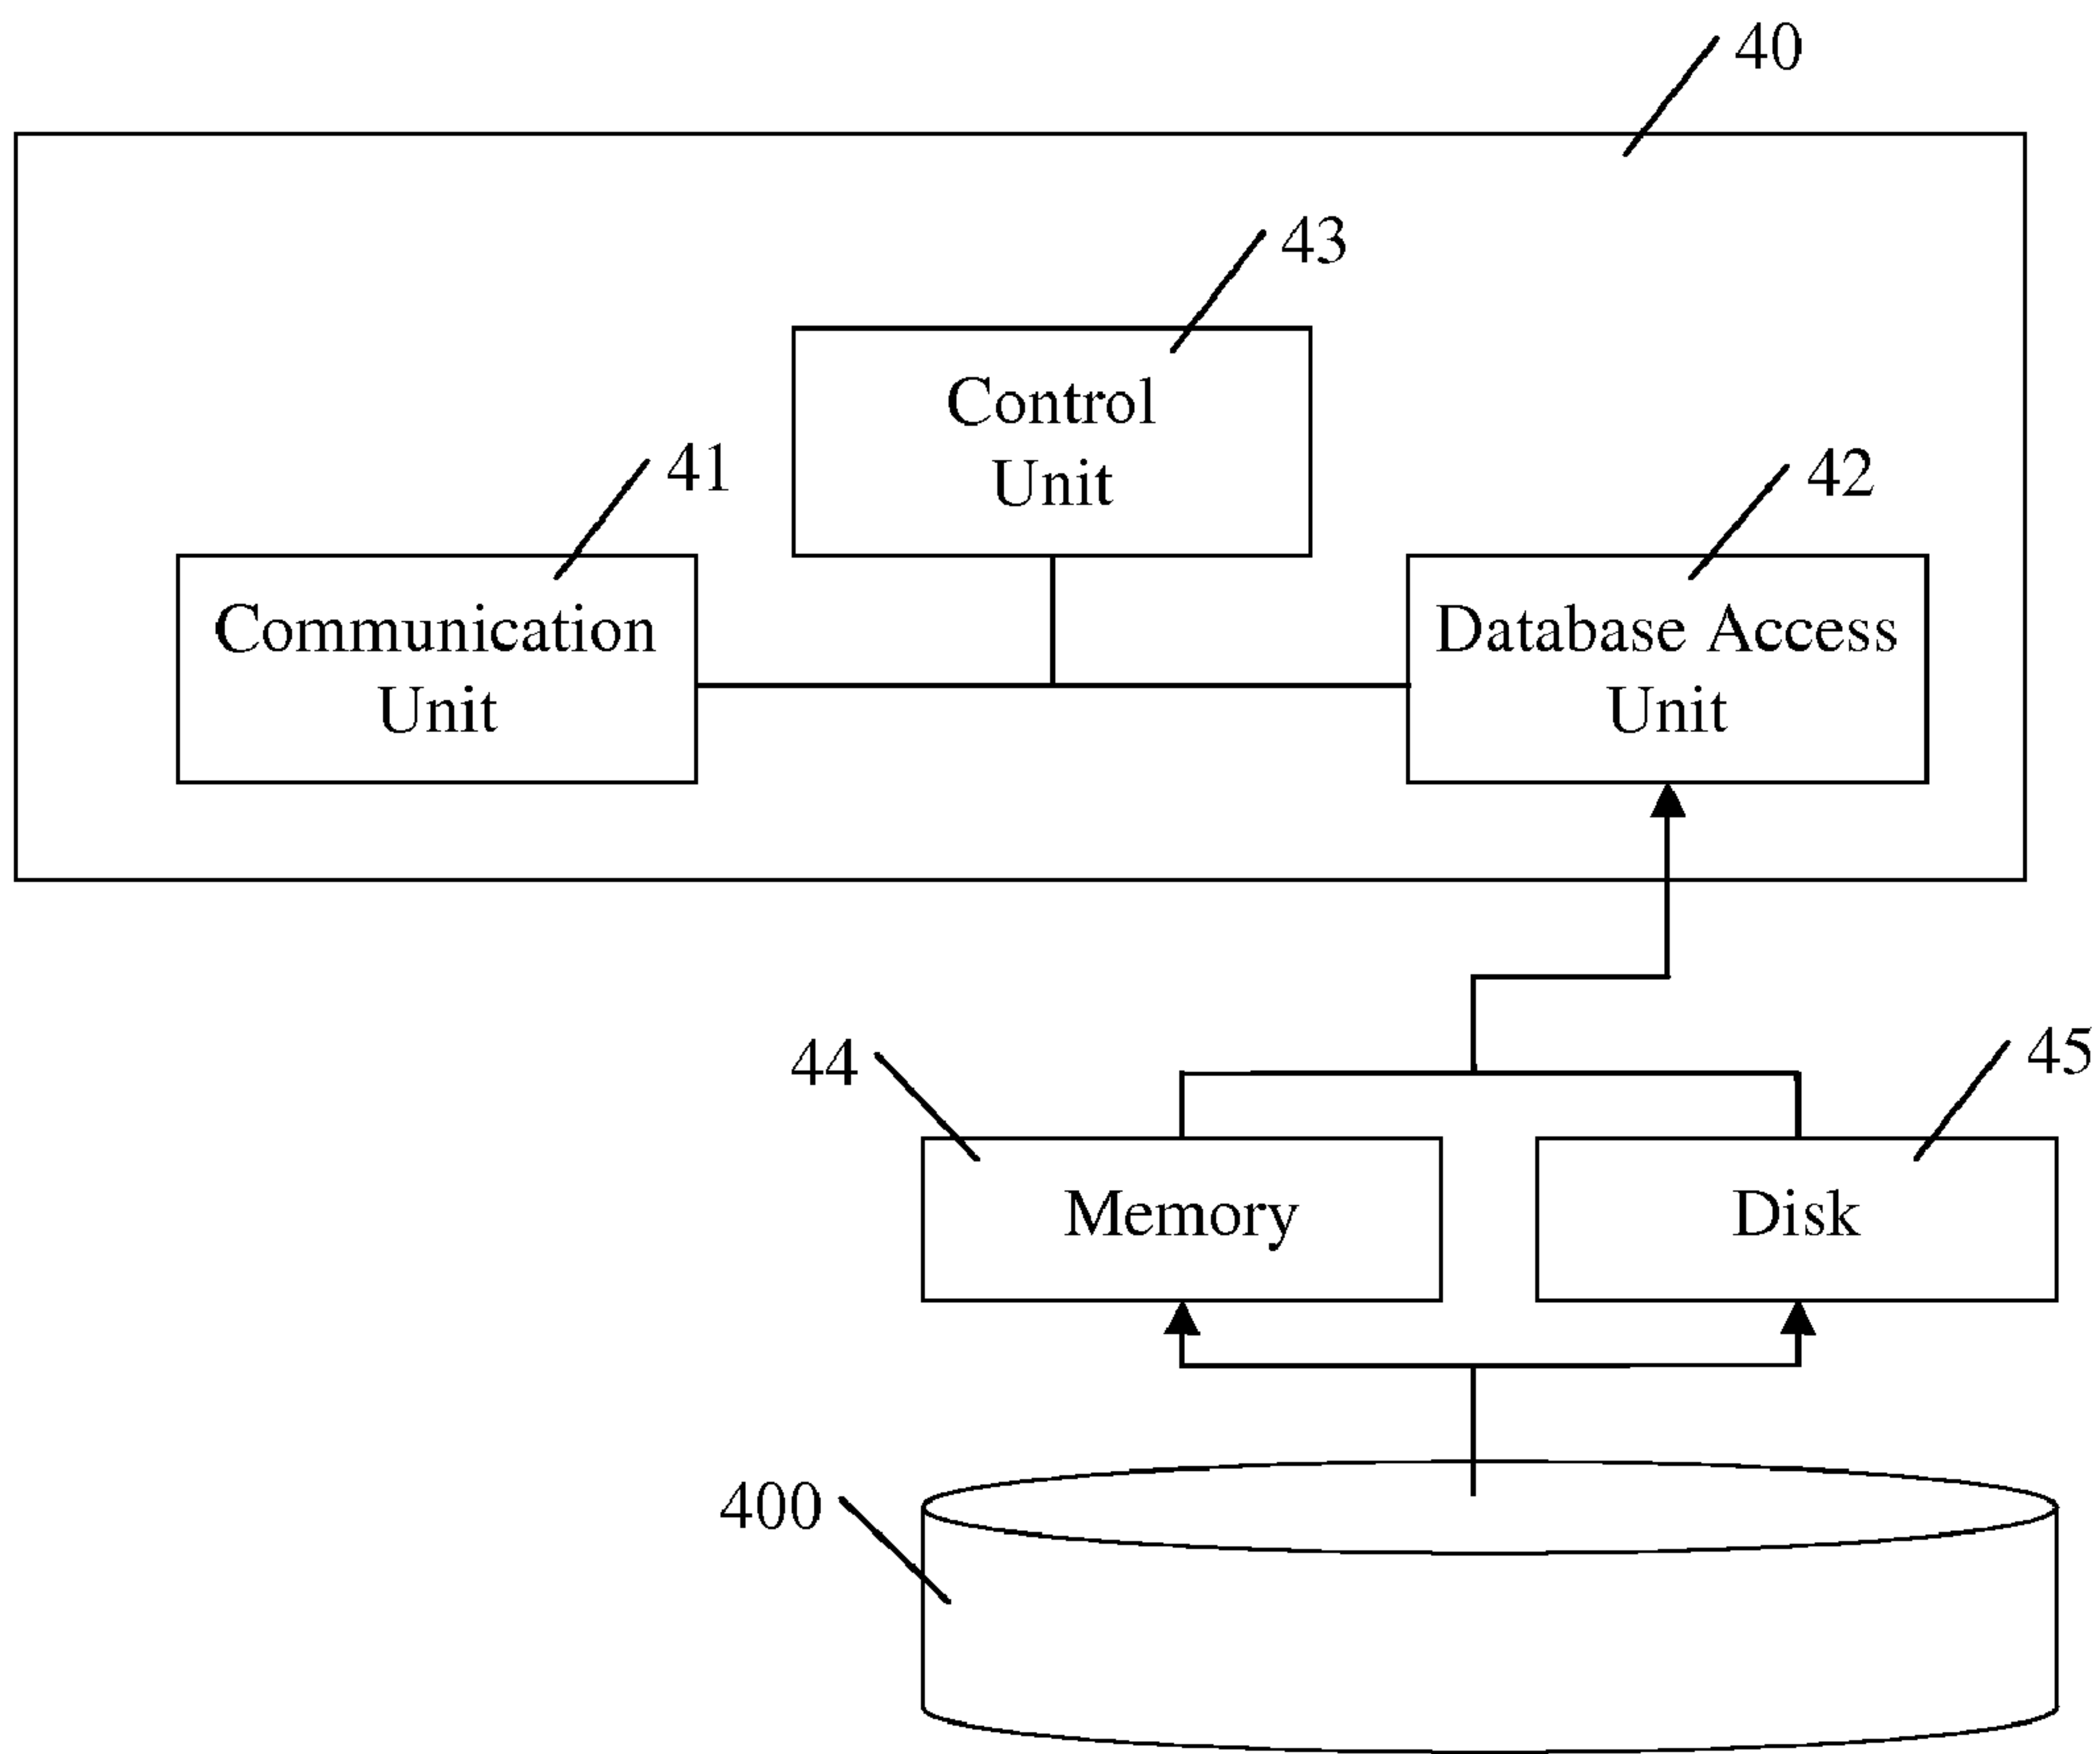 40
43
Control
Unit
41
42
Communication
Unit
Database Access
Unit
44
45
Memory
Disk
400